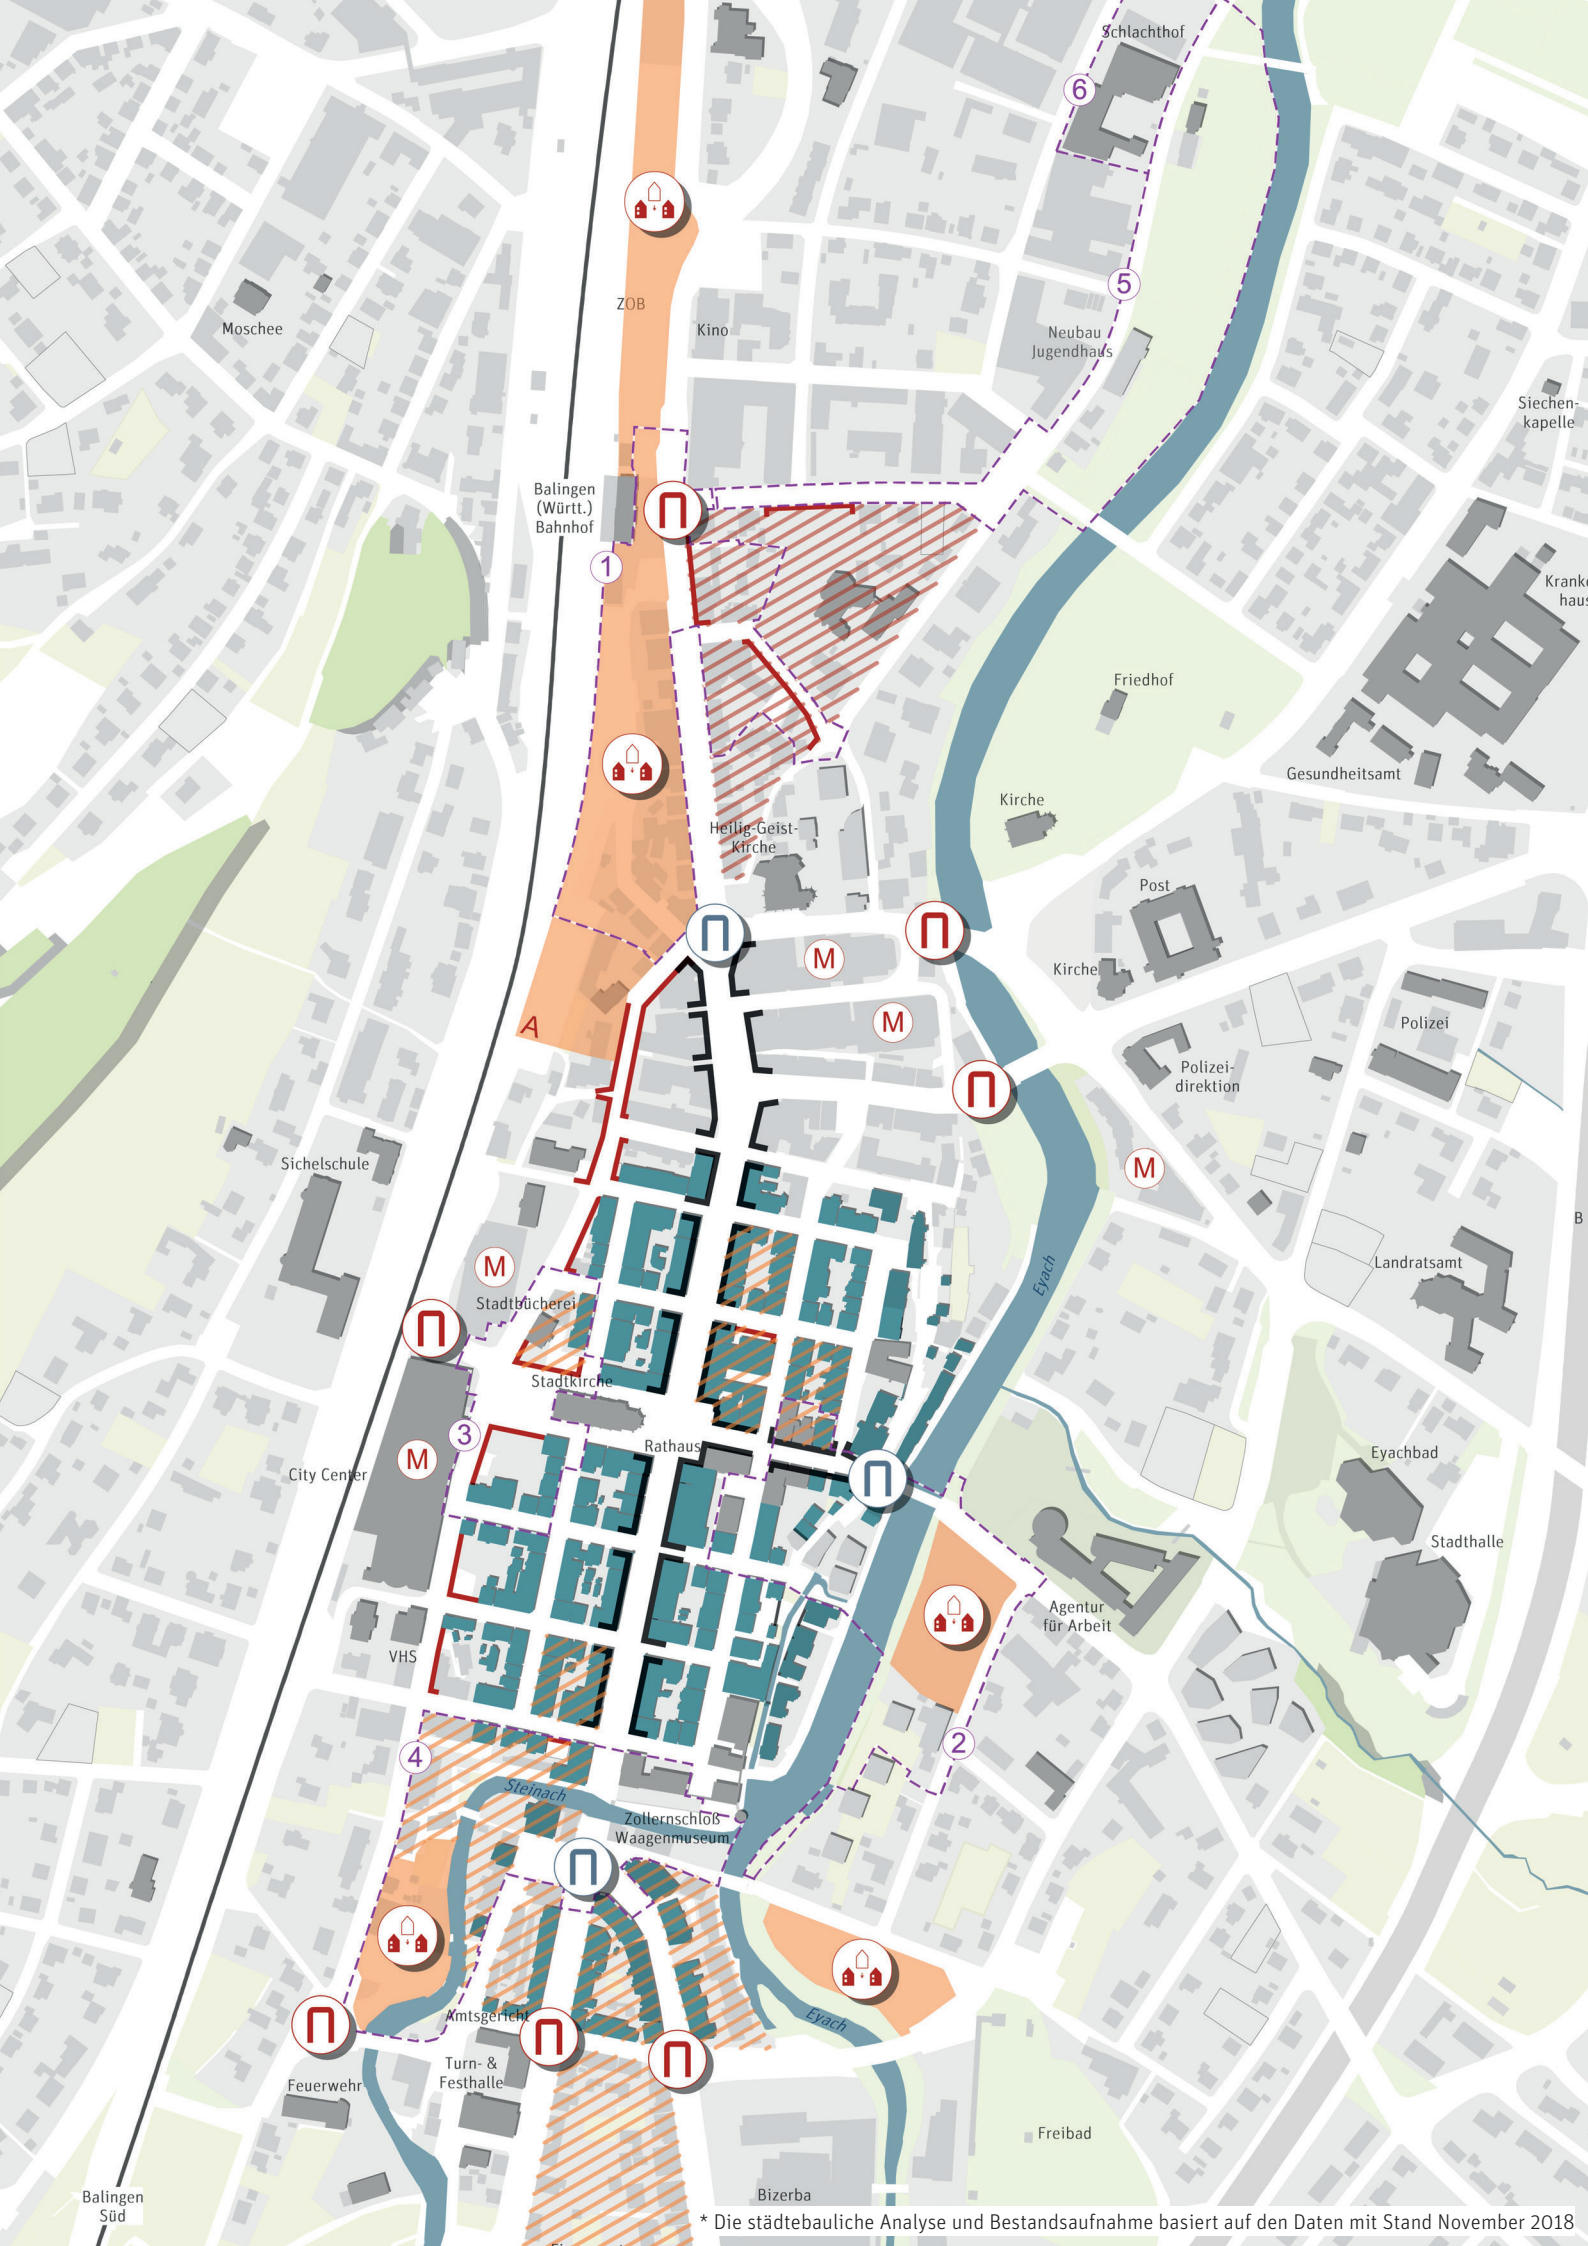 Schlachthof
6
5
ZOB
Moschee
Kino
Neubau
Jugendhaus
Siechen-
kapelle
Balingen
(Württ.)
Bahnhof
1
Friedhof
Gesundheitsamt
Kirche
Heilig-Geist-
Kirche
Post
M
Kirche
M
A
Polizei
Polizei-
direktion
Sichelschule
M
B
M
Eyach
Landratsamt
Stadtbücherei
Stadtkirche
3
Rathaus
M
City Center
Eyachbad
Stadthalle
Agentur
für Arbeit
VHS
2
4
Steinach
Zollernschloß
Waagenmuseum
Eyach
Amtsgericht
Turn- &
Festhalle
Feuerwehr
Freibad
Balingen
Süd
Bizerba
* Die städtebauliche Analyse und Bestandsaufnahme basiert auf den Daten mit Stand November 2018